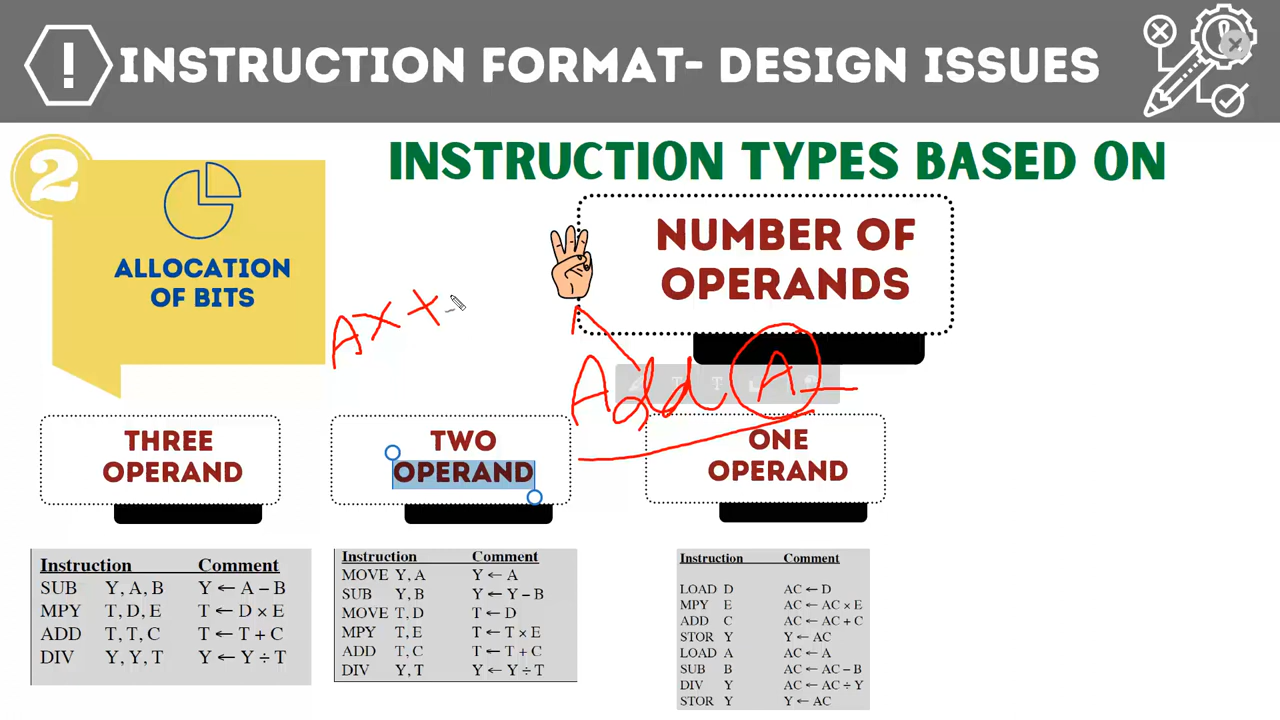 INSTRUCTION FORMAT- DESIGN ISSUES
2
INSTRUCTION TYPES BASED ON
ALLOCATION
OF BITS
NUMBER OF
OPERANDS
AX +
Add A
THREE
OPERAND
TWO
OPERAND
ONE
OPERAND
Instruction Comment
SUB Y, A, B Y ← A − B
MPY T, D, E T ← D × E
ADD T, T, C T ← T + C
DIV Y, Y, T Y ← Y ÷ T
Instruction Comment
MOVE Y, A Y ← A
SUB Y, B Y ← Y − B
MOVE T, D T ← D
MPY T, E T ← T × E
ADD T, C T ← T + C
DIV Y, T Y ← Y ÷ T
Instruction Comment
LOAD D AC ← D
MPY E AC ← AC × E
ADD C AC ← AC + C
STOR Y Y ← AC
LOAD A AC ← A
SUB B AC ← AC − B
DIV Y AC ← AC ÷ Y
STOR Y Y ← AC